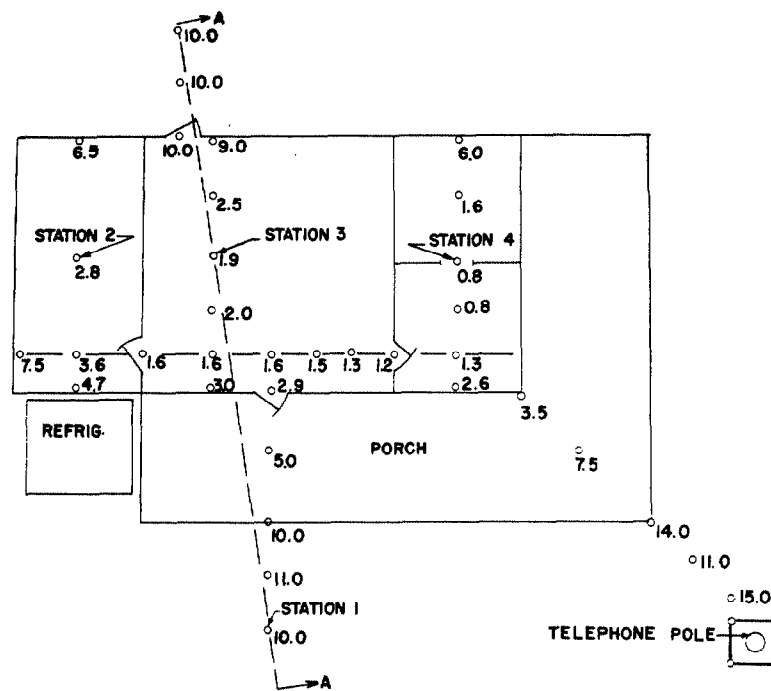 A
10.0
10.0
10.0 9.0 6.5 6.0
2.5 1.6
STATION 2 STATION 3 STATION 4
2.8 1.9 0.8
2.0 0.8
7.5 3.6 1.6 1.6 1.6 1.5 1.3 1.2 1.3
4.7 3.0 2.9 2.6
3.5
REFRIG.
PORCH
5.0 7.5
10.0 14.0
11.0 11.0
15.0
STATION 1
10.0
TELEPHONE POLE
A